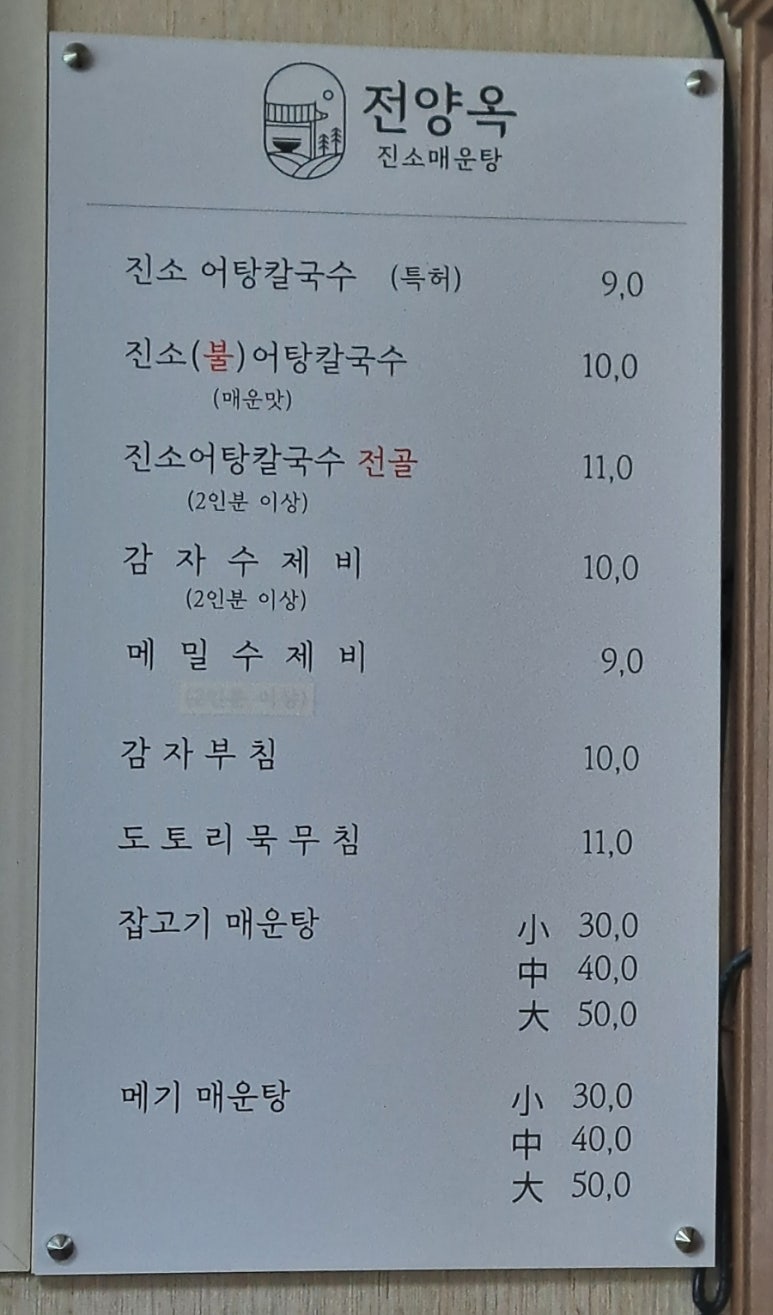 전양옥
진소매운탕
진소 어탕칼국수 (특허) 9,0
진소(불)어탕칼국수 10,0
(매운맛)
진소어탕칼국수 전골 11,0
(2인분 이상)
감 자 수 제 비 10,0
(2인분 이상)
메 밀 수 제 비 9,0
(2인분 이상)
감 자 부 침 10,0
도 토 리 묵 무 침 11,0
잡고기 매운탕 小 30,0
中 40,0
大 50,0
메기 매운탕 小 30,0
中 40,0
大 50,0